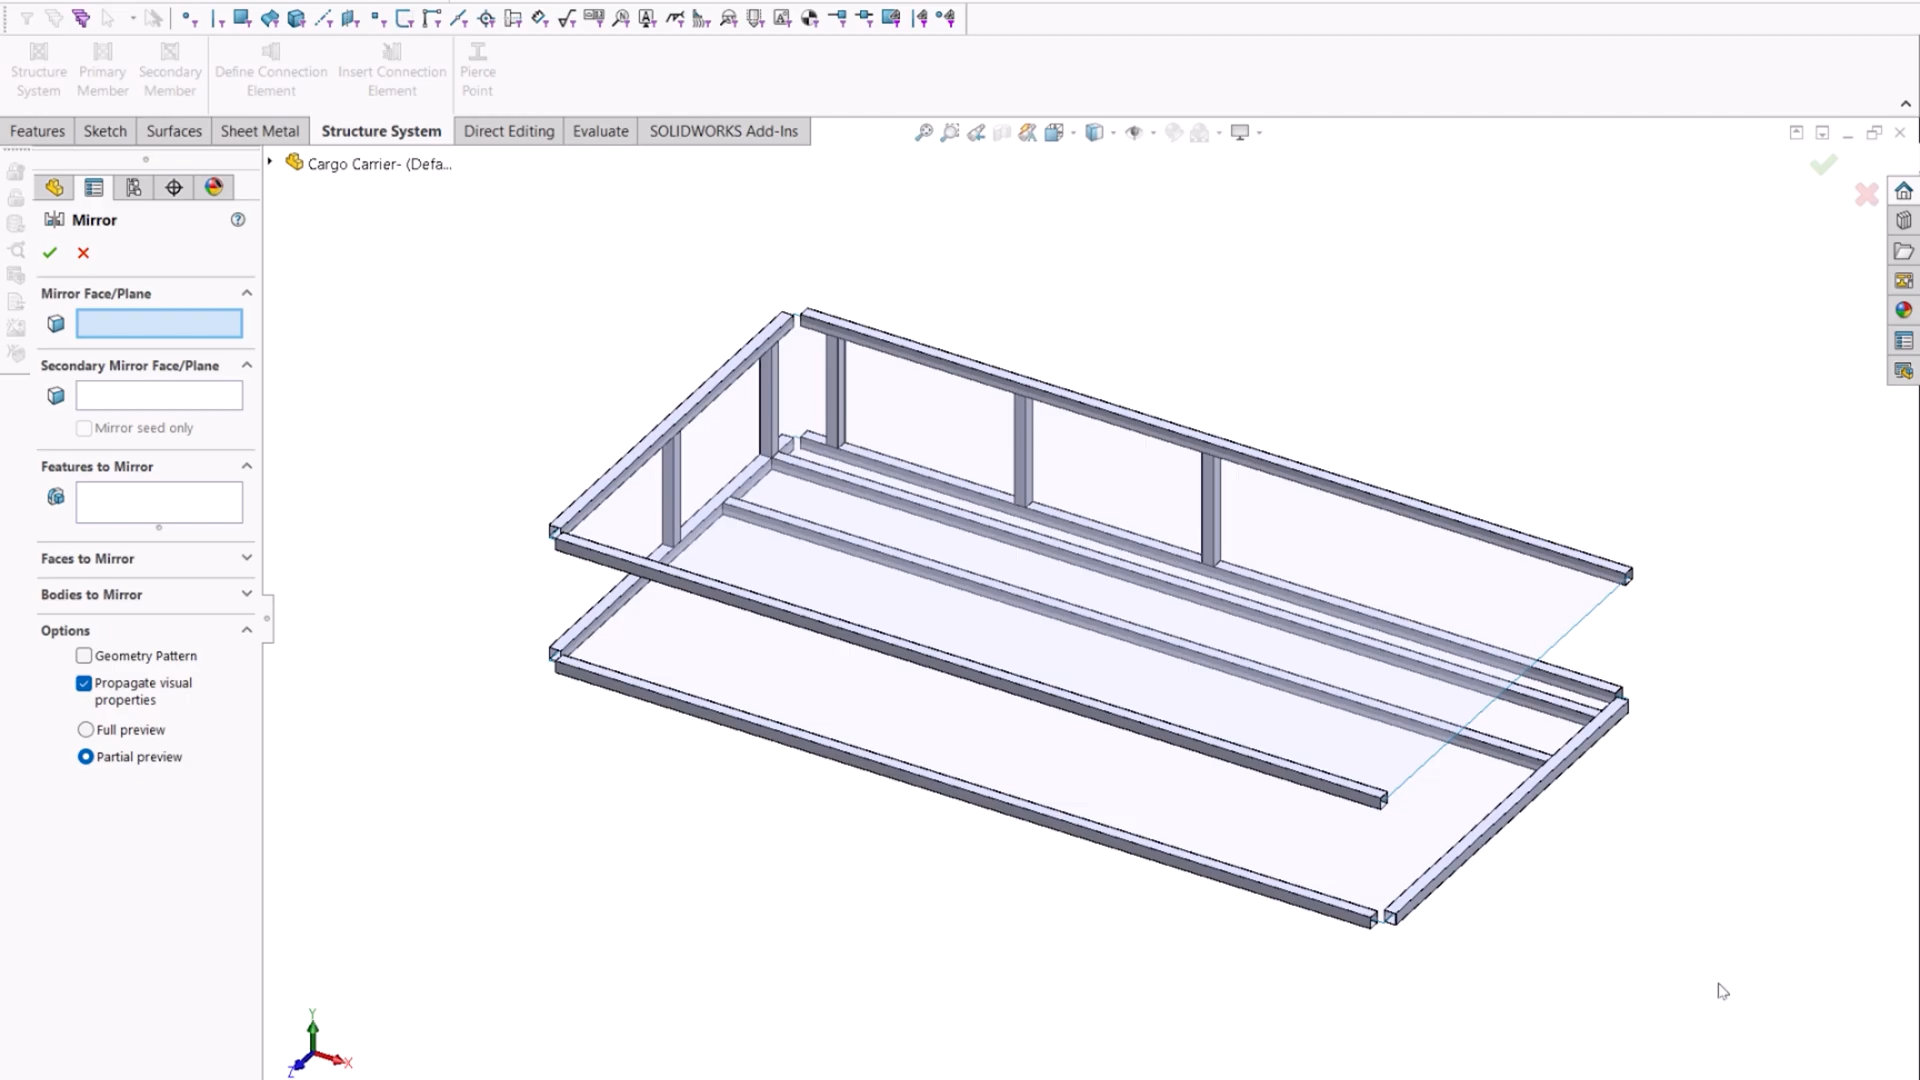 Structure System
Primary Member
Secondary Member
Define Connection Element
Insert Connection Element
Pierce Point
Features
Sketch
Surfaces
Sheet Metal
Structure System
Direct Editing
Evaluate
SOLIDWORKS Add-Ins
Cargo Carrier- (Defa...
Mirror
Mirror Face/Plane
Secondary Mirror Face/Plane
Mirror seed only
Features to Mirror
Faces to Mirror
Bodies to Mirror
Options
Geometry Pattern
Propagate visual
properties
Full preview
Partial preview
Y
X
Z